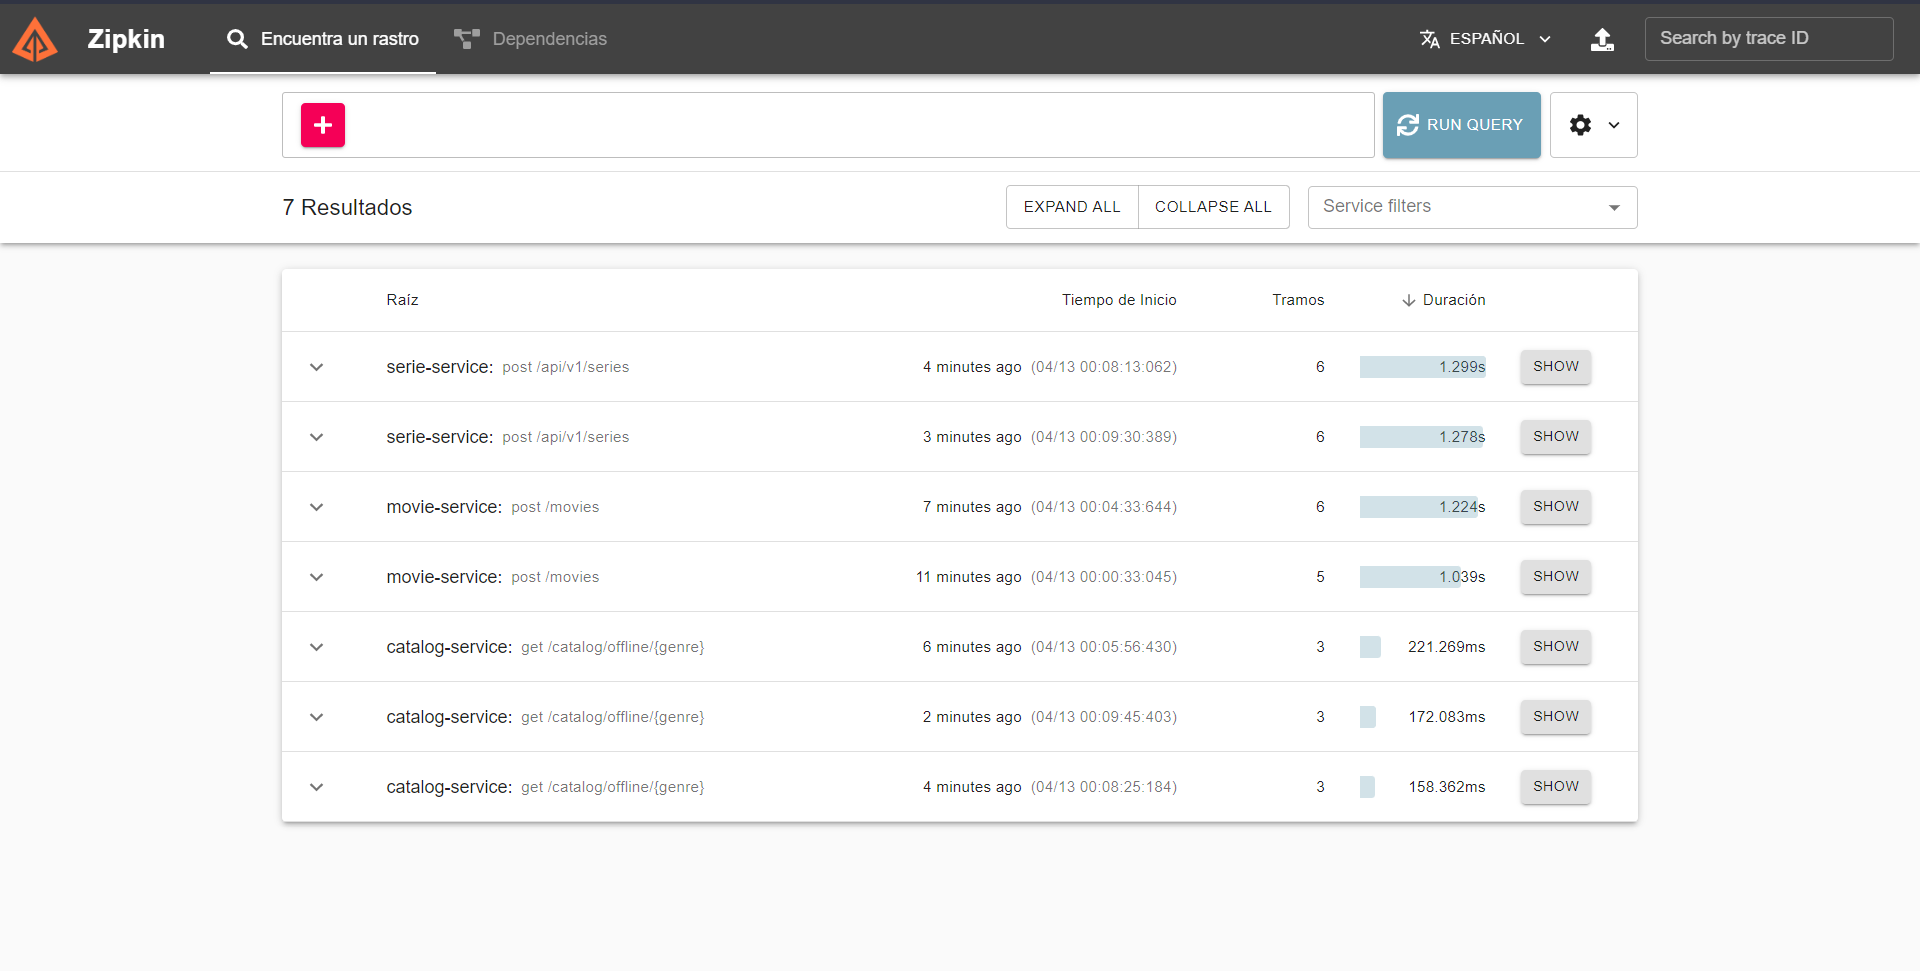 Zipkin Encuentra un rastro Dependencias ESPAÑOL Search by trace ID
RUN QUERY
7 Resultados EXPAND ALL COLLAPSE ALL Service filters
Raíz Tiempo de Inicio Tramos Duración
serie-service: post /api/v1/series 4 minutes ago (04/13 00:08:13:062) 6 1.299s SHOW
serie-service: post /api/v1/series 3 minutes ago (04/13 00:09:30:389) 6 1.278s SHOW
movie-service: post /movies 7 minutes ago (04/13 00:04:33:644) 6 1.224s SHOW
movie-service: post /movies 11 minutes ago (04/13 00:00:33:045) 5 1.039s SHOW
catalog-service: get /catalog/offline/{genre} 6 minutes ago (04/13 00:05:56:430) 3 221.269ms SHOW
catalog-service: get /catalog/offline/{genre} 2 minutes ago (04/13 00:09:45:403) 3 172.083ms SHOW
catalog-service: get /catalog/offline/{genre} 4 minutes ago (04/13 00:08:25:184) 3 158.362ms SHOW